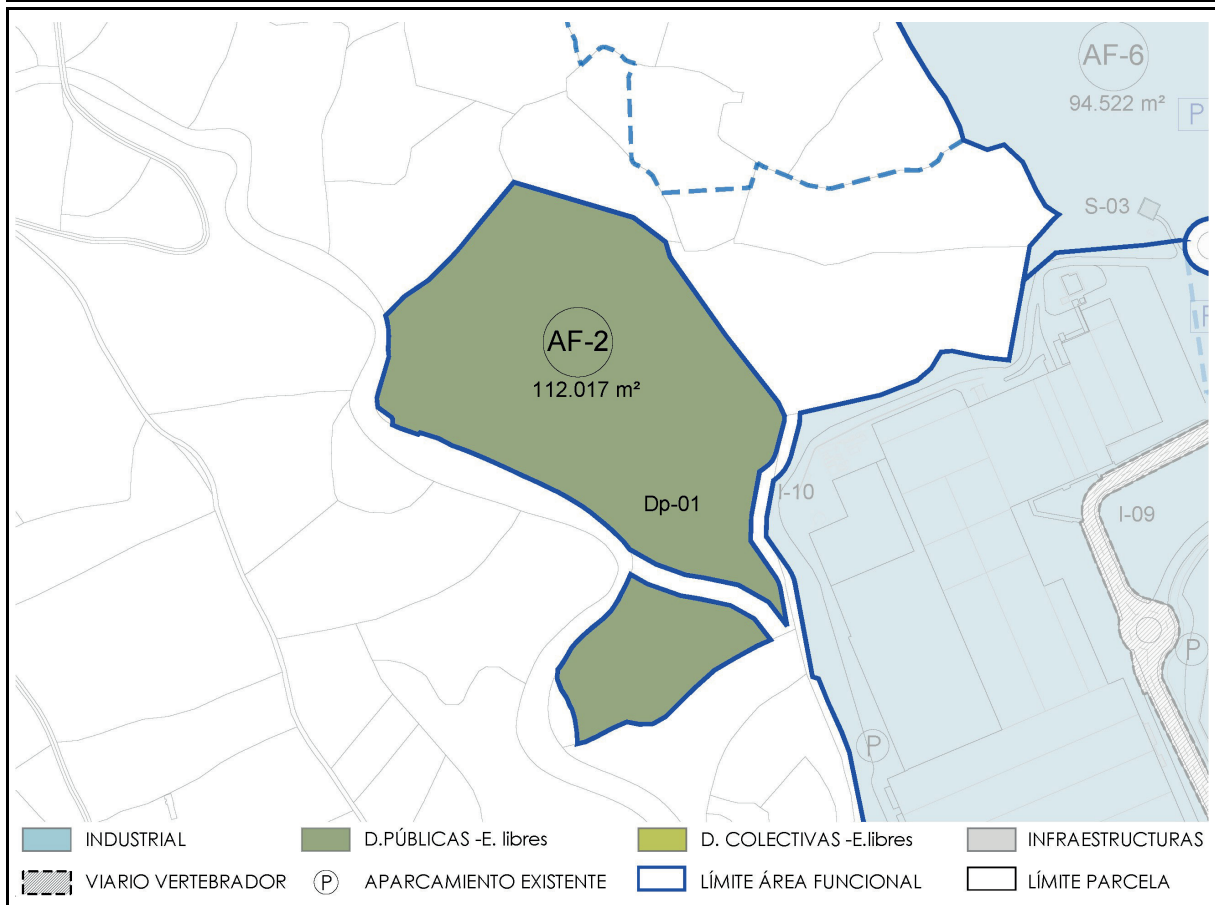 AF-6
94.522 m²
P
S-03
AF-2
112.017 m²
Dp-01
I-10
I-09
P
P
INDUSTRIAL
D.PÚBLICAS -E. libres
D. COLECTIVAS -E.libres
INFRAESTRUCTURAS
VIARIO VERTEBRADOR
P APARCAMIENTO EXISTENTE
LÍMITE ÁREA FUNCIONAL
LÍMITE PARCELA